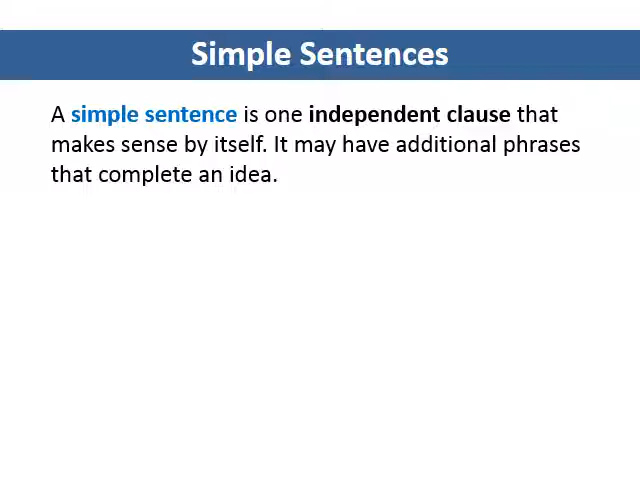 Simple Sentences
A simple sentence is one independent clause that
makes sense by itself. It may have additional phrases
that complete an idea.